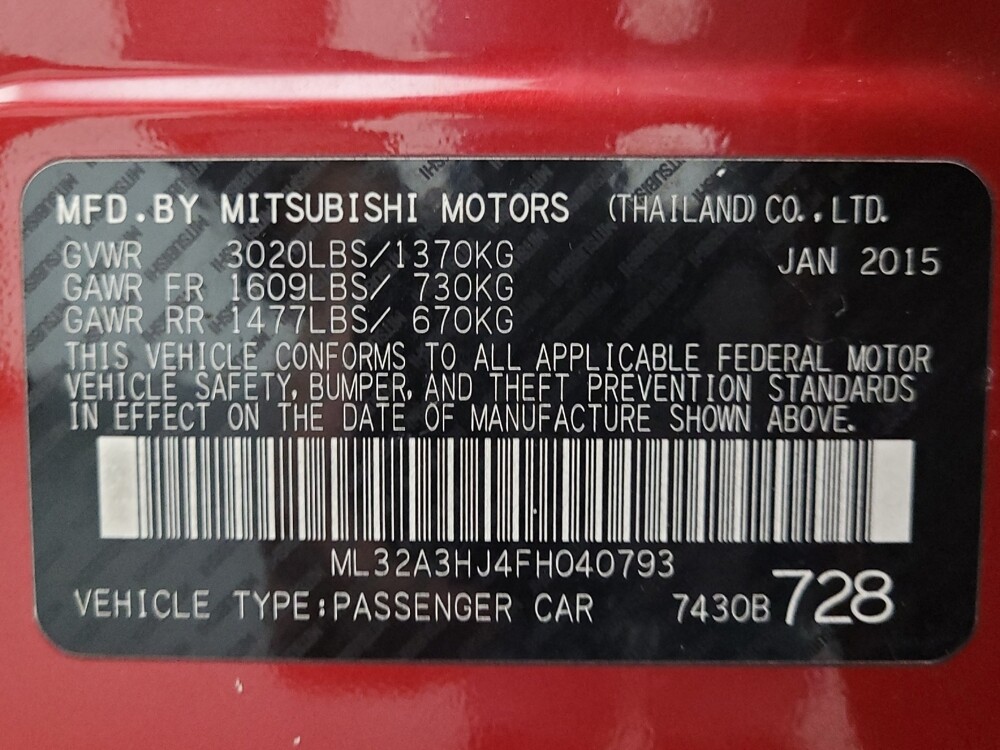 MFD.BY MITSUBISHI MOTORS (THAILAND) CO., LTD.
GVWR 3020LBS/1370KG JAN 2015
GAWR FR 1609LBS/ 730KG
GAWR RR 1477LBS/ 670KG
THIS VEHICLE CONFORMS TO ALL APPLICABLE FEDERAL MOTOR
VEHICLE SAFETY, BUMPER, AND THEFT PREVENTION STANDARDS
IN EFFECT ON THE DATE OF MANUFACTURE SHOWN ABOVE.
ML32A3HJ4FH040793
VEHICLE TYPE:PASSENGER CAR 7430B 728